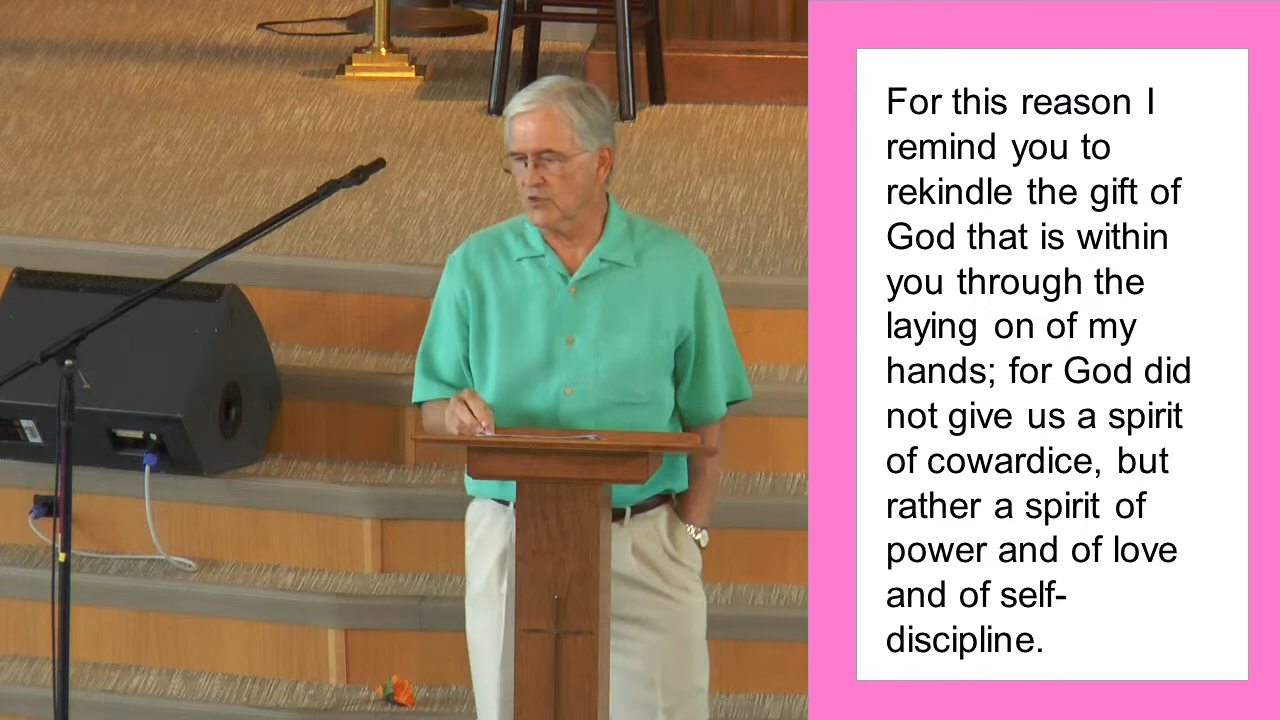 For this reason I
remind you to
rekindle the gift of
God that is within
you through the
laying on of my
hands; for God did
not give us a spirit
of cowardice, but
rather a spirit of
power and of love
and of self-
discipline.